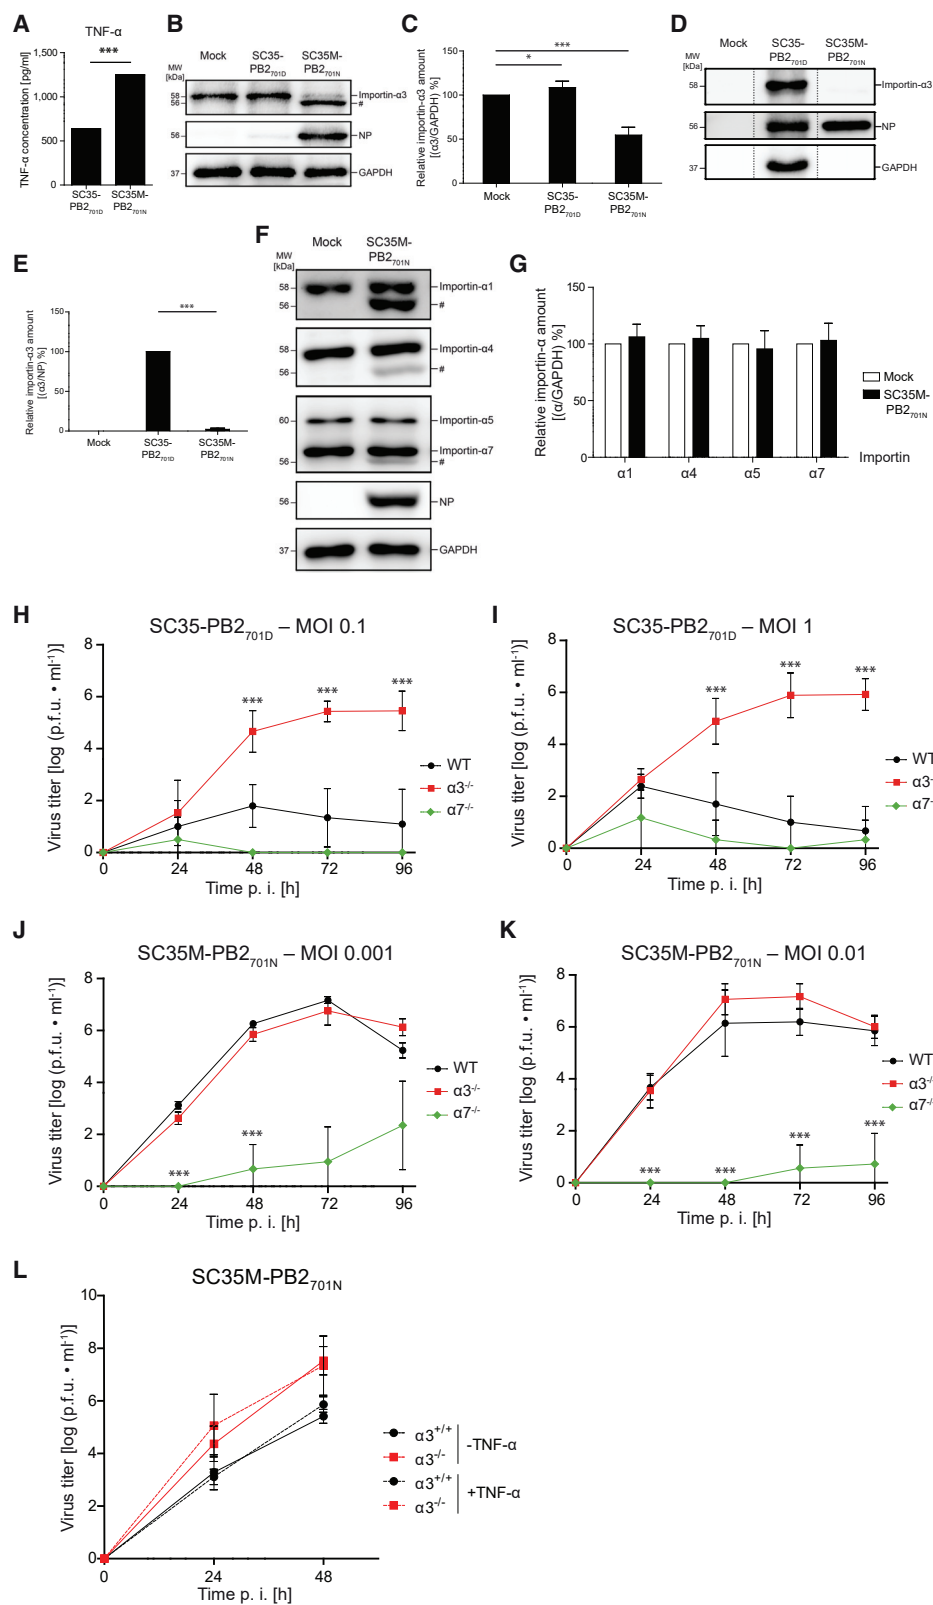 A
TNF-α
***
TNF-α concentration [pg/ml]
1,500
1,000
500
0
SC35-
PB2701D
SC35M-
PB2701N
B
MW
[kDa]
Mock
SC35-
PB2701D
SC35M-
PB2701N
58
56
Importin-α3
#
56
NP
37
GAPDH
C
Relative importin-α3 amount
[(α3/GAPDH) %]
150
100
50
0
***
*
Mock
SC35-
PB2701D
SC35M-
PB2701N
D
MW
[kDa]
Mock
SC35-
PB2701D
SC35M-
PB2701N
58
Importin-α3
56
NP
37
GAPDH
E
Relative importin-α3 amount
[(α3/NP) %]
150
100
50
0
***
Mock
SC35-
PB2701D
SC35M-
PB2701N
F
MW
[kDa]
Mock
SC35M-
PB2701N
58
56
Importin-α1
#
58
56
Importin-α4
#
60
56
Importin-α5
Importin-α7
#
56
NP
37
GAPDH
G
Relative importin-α amount
[(α/GAPDH) %]
150
100
50
0
α1 α4 α5 α7
Importin
Mock
SC35M-
PB2701N
H
SC35-PB2701D – MOI 0.1
Virus titer [log (p.f.u. • ml-1)]
8
6
4
2
0
*** *** ***
0 24 48 72 96
Time p. i. [h]
WT
α3-/-
α7-/-
I
SC35-PB2701D – MOI 1
Virus titer [log (p.f.u. • ml-1)]
8
6
4
2
0
*** *** ***
0 24 48 72 96
Time p. i. [h]
WT
α3-/-
α7-/
J
SC35M-PB2701N – MOI 0.001
Virus titer [log (p.f.u. • ml-1)]
8
6
4
2
0
*** ***
0 24 48 72 96
Time p. i. [h]
WT
α3-/-
α7-/-
K
SC35M-PB2701N – MOI 0.01
Virus titer [log (p.f.u. • ml-1)]
8
6
4
2
0
*** *** *** ***
0 24 48 72 96
Time p. i. [h]
WT
α3-/-
α7-/
L
SC35M-PB2701N
Virus titer [log (p.f.u. • ml-1)]
10
8
6
4
2
0
0 24 48
Time p. i. [h]
α3+/+
α3-/-
-TNF-α
α3+/+
α3-/-
+TNF-α